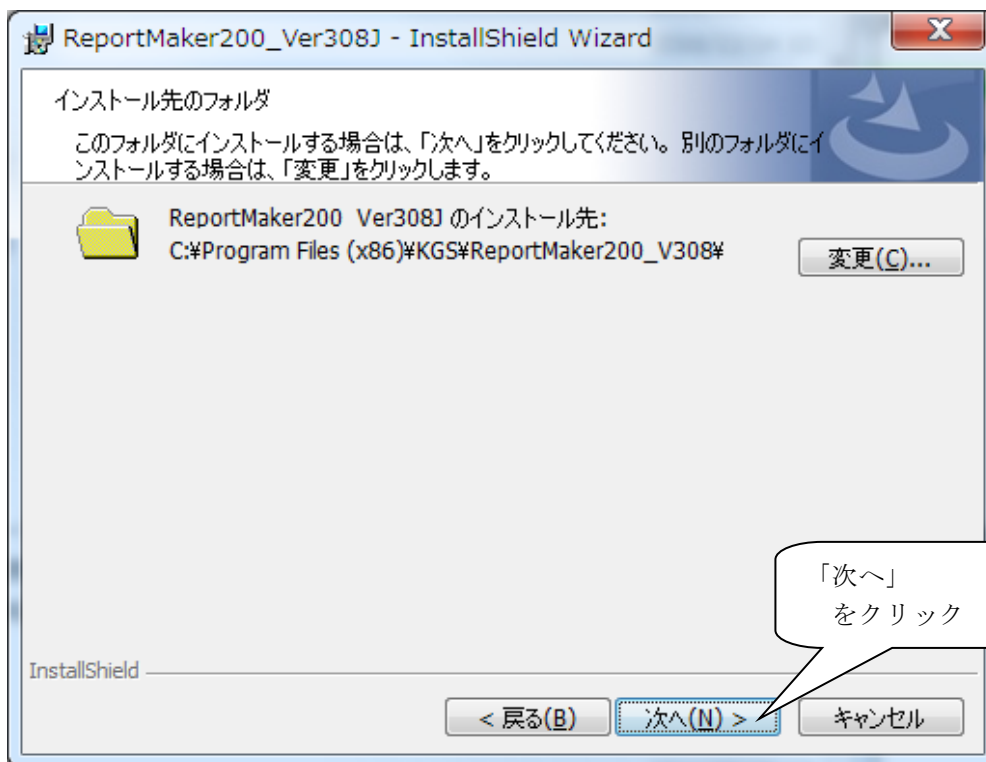 ReportMaker200_Ver308J - InstallShield Wizard
インストール先のフォルダ
このフォルダにインストールする場合は、「次へ」をクリックしてください。別のフォルダにイ
ンストールする場合は、「変更」をクリックします。
ReportMaker200_Ver308J のインストール先:
C:¥Program Files (x86)¥KGS¥ReportMaker200_V308¥
変更(C)...
「次へ」
をクリック
InstallShield
< 戻る(B)
次へ(N) >
キャンセル